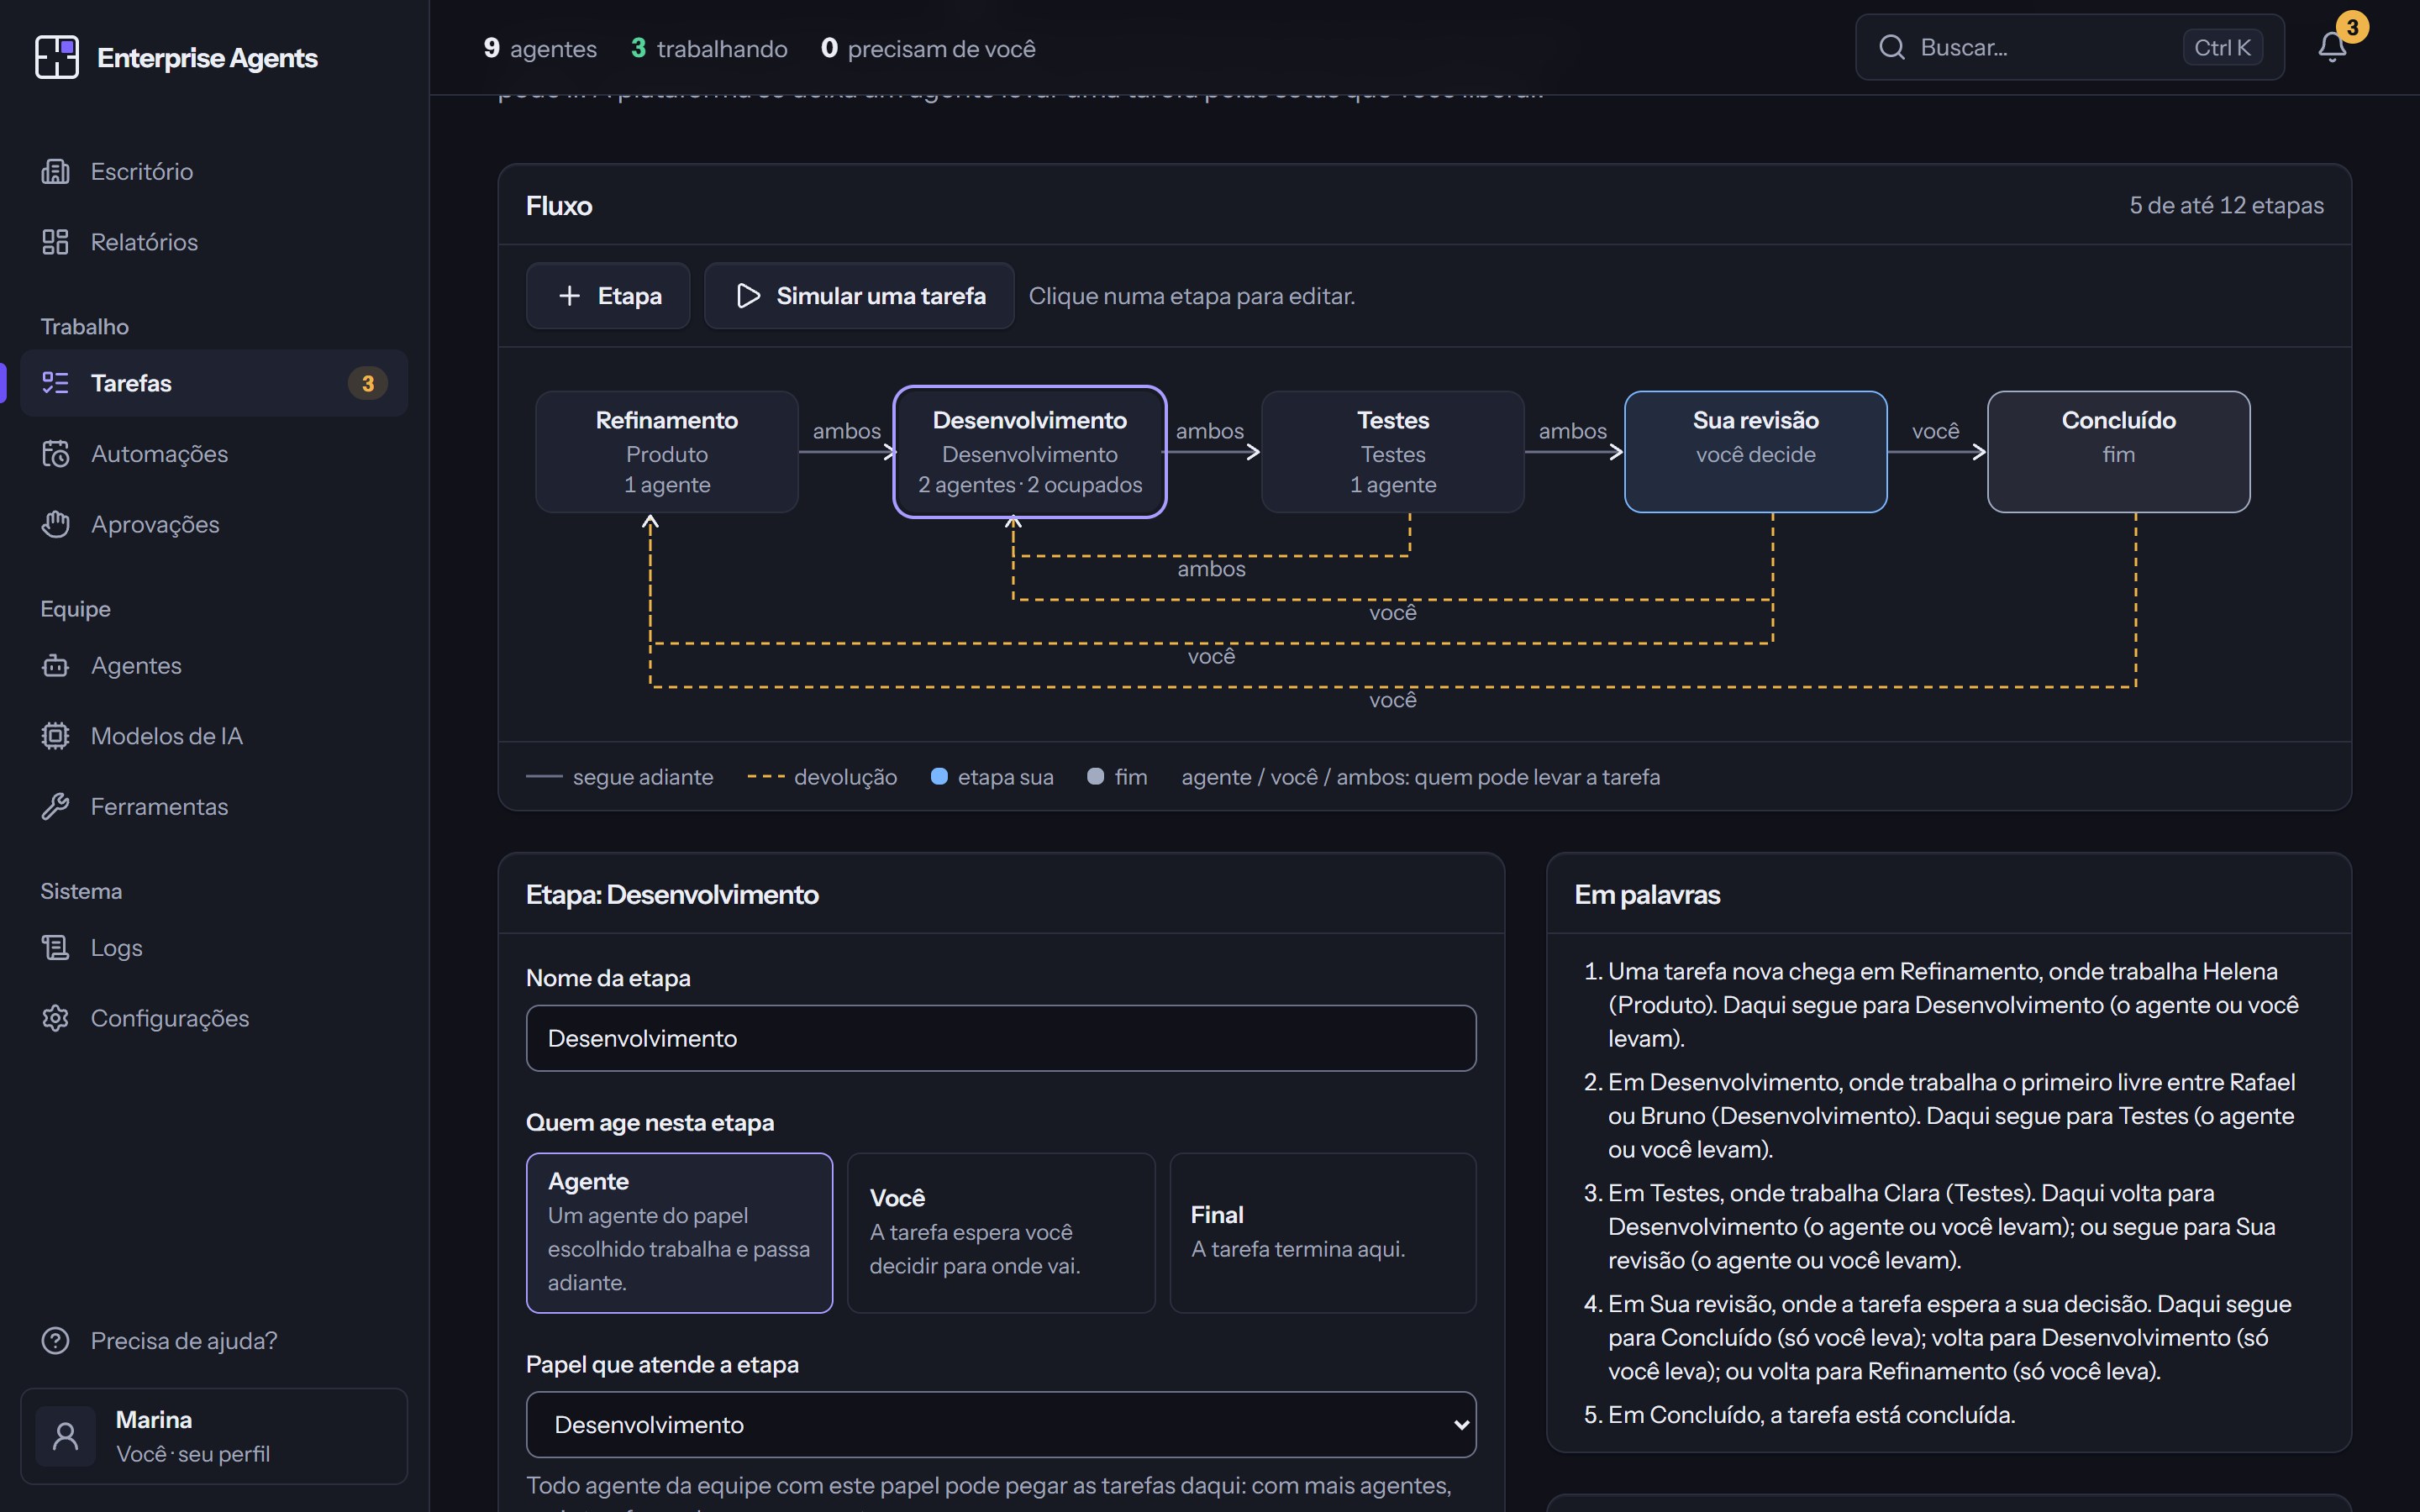 Enterprise Agents
Escritório
Relatórios
Trabalho
Tarefas 3
Automações
Aprovações
Equipe
Agentes
Modelos de IA
Ferramentas
Sistema
Logs
Configurações
Precisa de ajuda?
Marina
Você · seu perfil
9 agentes 3 trabalhando 0 precisam de você
Buscar... Ctrl K
3
Fluxo
5 de até 12 etapas
Etapa
Simular uma tarefa
Clique numa etapa para editar.
Refinamento
Produto
1 agente
ambos
Desenvolvimento
Desenvolvimento
2 agentes · 2 ocupados
ambos
Testes
Testes
1 agente
ambos
Sua revisão
você decide
você
Concluído
fim
ambos
você
você
você
segue adiante
devolução
etapa sua
fim
agente / você / ambos: quem pode levar a tarefa
Etapa: Desenvolvimento
Nome da etapa
Desenvolvimento
Quem age nesta etapa
Agente
Um agente do papel
escolhido trabalha e passa
adiante.
Você
A tarefa espera você
decidir para onde vai.
Final
A tarefa termina aqui.
Papel que atende a etapa
Desenvolvimento
Todo agente da equipe com este papel pode pegar as tarefas daqui: com mais agentes,
Em palavras
1. Uma tarefa nova chega em Refinamento, onde trabalha Helena
(Produto). Daqui segue para Desenvolvimento (o agente ou você
levam).
2. Em Desenvolvimento, onde trabalha o primeiro livre entre Rafael
ou Bruno (Desenvolvimento). Daqui segue para Testes (o agente
ou você levam).
3. Em Testes, onde trabalha Clara (Testes). Daqui volta para
Desenvolvimento (o agente ou você levam); ou segue para Sua
revisão (o agente ou você levam).
4. Em Sua revisão, onde a tarefa espera a sua decisão. Daqui segue
para Concluído (só você leva); volta para Desenvolvimento (só
você leva); ou volta para Refinamento (só você leva).
5. Em Concluído, a tarefa está concluída.